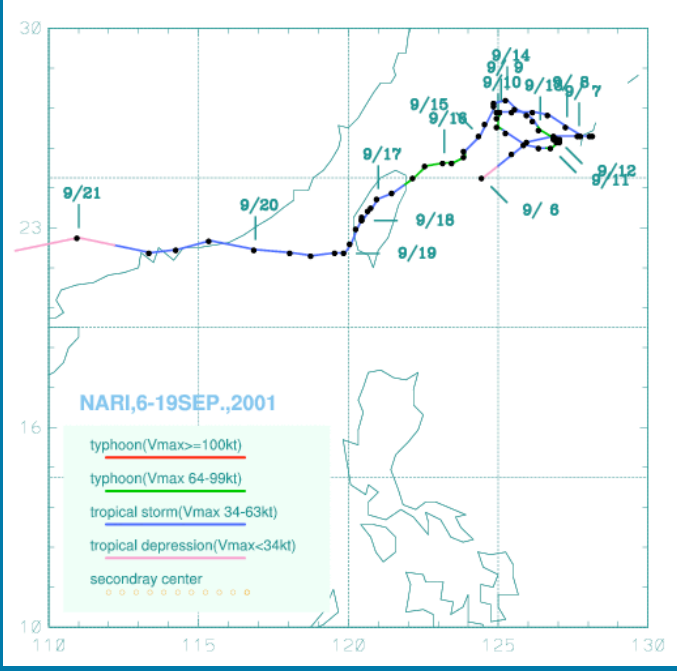 30
9/14
9/ 9
9/10
9/13
9/ 8
9/ 7
9/15
9/16
9/17
9/12
9/11
9/21
9/20
9/ 6
23
9/18
9/19
NARI,6-19SEP.,2001
16
typhoon(Vmax>=100kt)
typhoon(Vmax 64-99kt)
tropical storm(Vmax 34-63kt)
tropical depression(Vmax<34kt)
secondray center
10
110 115 120 125 130